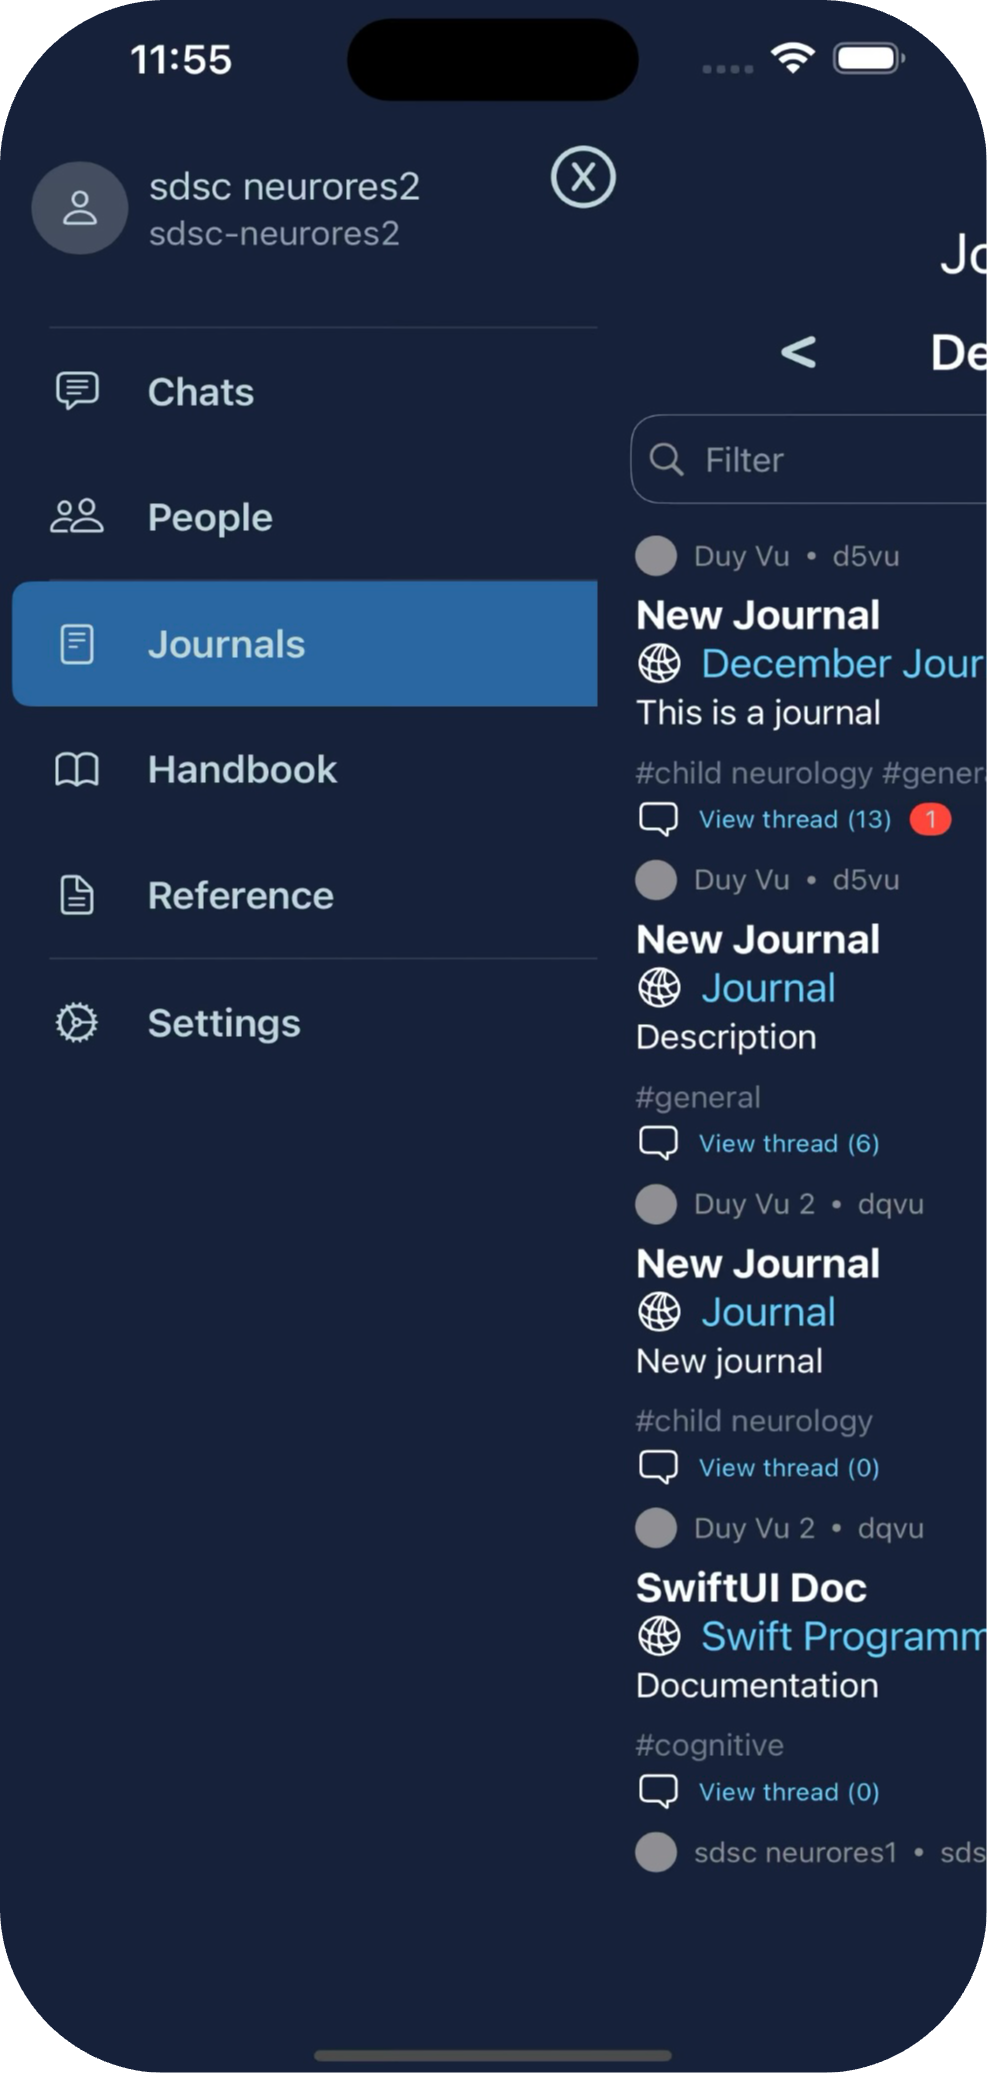 11:55
sdsc neurores2
sdsc-neurores2
Chats
People
Journals
Handbook
Reference
Settings
Jo
<
De
Filter
Duy Vu • d5vu
New Journal
December Jour
This is a journal
#child neurology #gener
View thread (13) 1
Duy Vu • d5vu
New Journal
Journal
Description
#general
View thread (6)
Duy Vu 2 • dqvu
New Journal
Journal
New journal
#child neurology
View thread (0)
Duy Vu 2 • dqvu
SwiftUI Doc
Swift Programm
Documentation
#cognitive
View thread (0)
sdsc neurores1 • sds